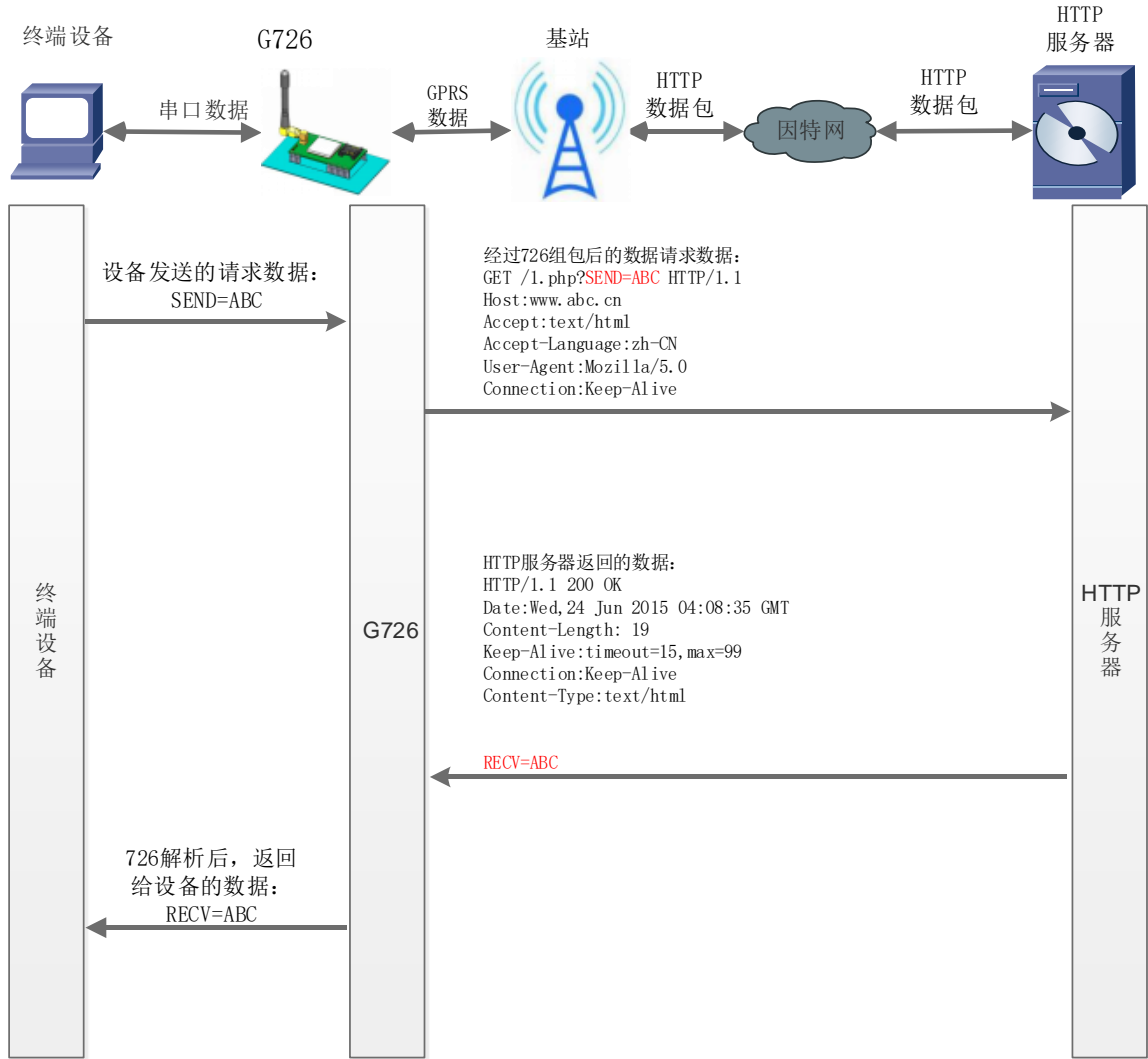 终端设备
G726
基站
HTTP
服务器
串口数据
GPRS
数据
HTTP
数据包
因特网
HTTP
数据包
设备发送的请求数据：
SEND=ABC
经过726组包后的数据请求数据：
GET /1.php?SEND=ABC HTTP/1.1
Host:www.abc.cn
Accept:text/html
Accept-Language:zh-CN
User-Agent:Mozilla/5.0
Connection:Keep-Alive
终端设备
G726
HTTP服务器返回的数据：
HTTP/1.1 200 OK
Date:Wed,24 Jun 2015 04:08:35 GMT
Content-Length: 19
Keep-Alive:timeout=15,max=99
Connection:Keep-Alive
Content-Type:text/html
RECV=ABC
HTTP
服务器
726解析后，返回
给设备的数据：
RECV=ABC